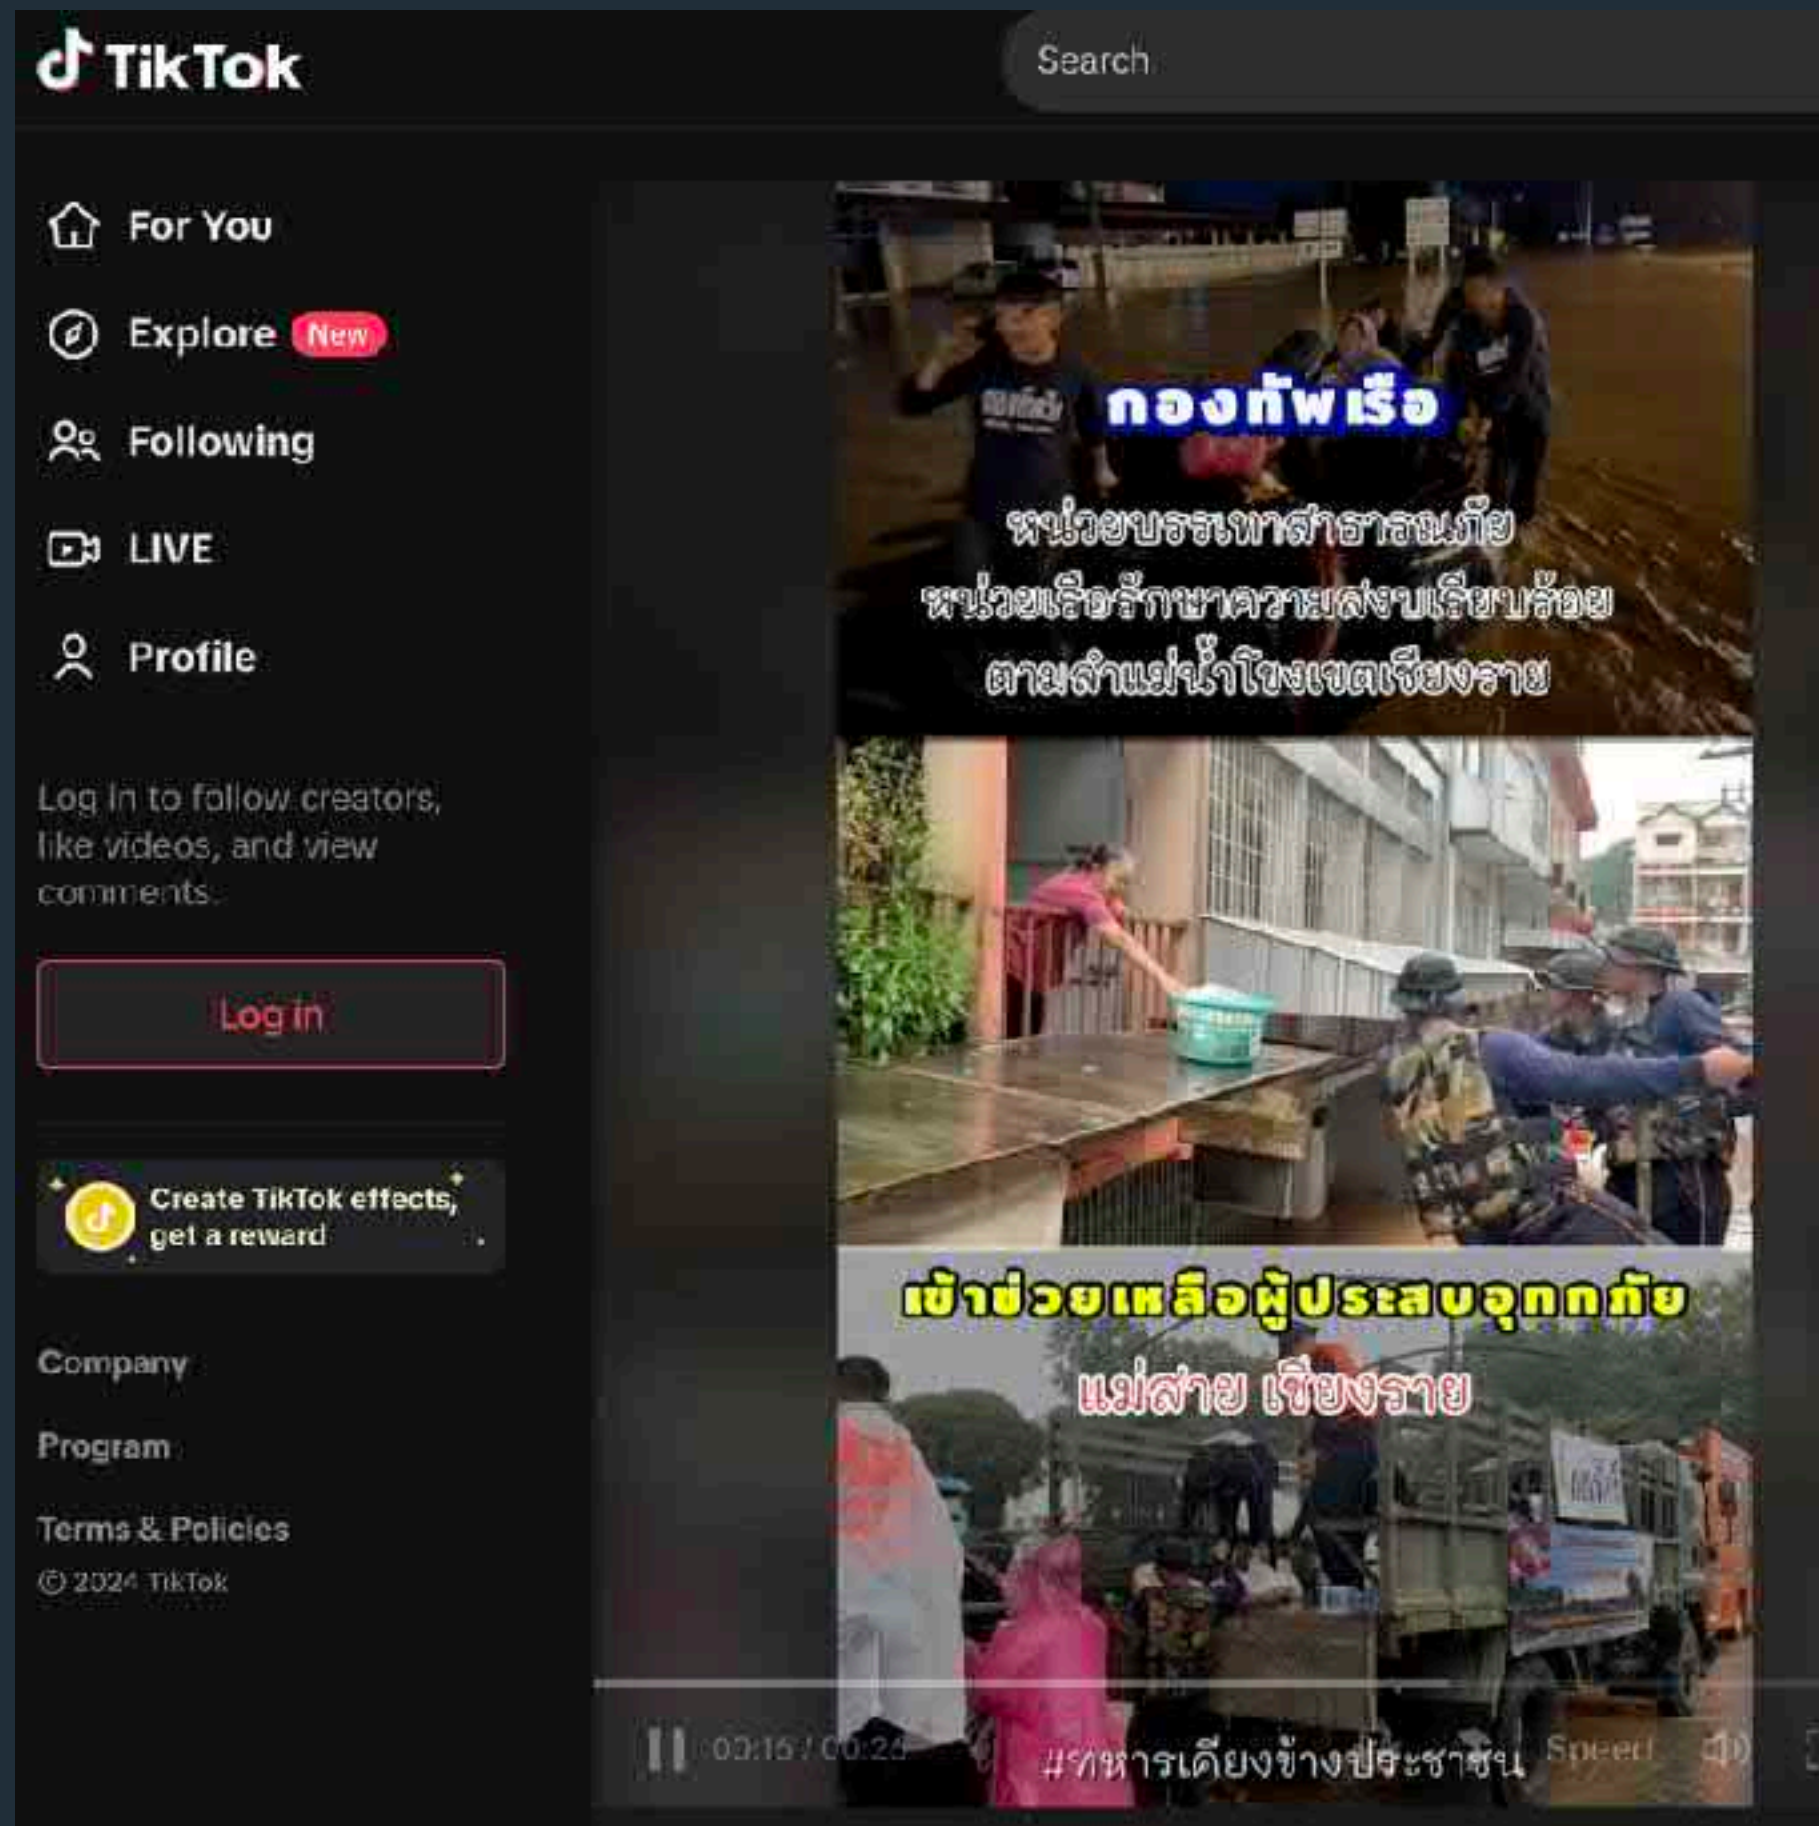 TikTok
Search
For You
Explore New
Following
LIVE
Profile
Log in to follow creators,
like videos, and view
comments.
Log in
Create TikTok effects,
get a reward
Company
Program
Terms & Policies
© 2024 TikTok
กองทัพเรือ
หน่วยบรรเทาสาธารณภัย
หน่วยเรือรักษาความสงบเรียบร้อย
ตามลำแม่น้ำโขงเขตเชียงราย
เข้าช่วยเหลือผู้ประสบอุทกภัย
แม่สาย เชียงราย
#ทหารเคียงข้างประชาชน
00:16 / 00:26
Speed